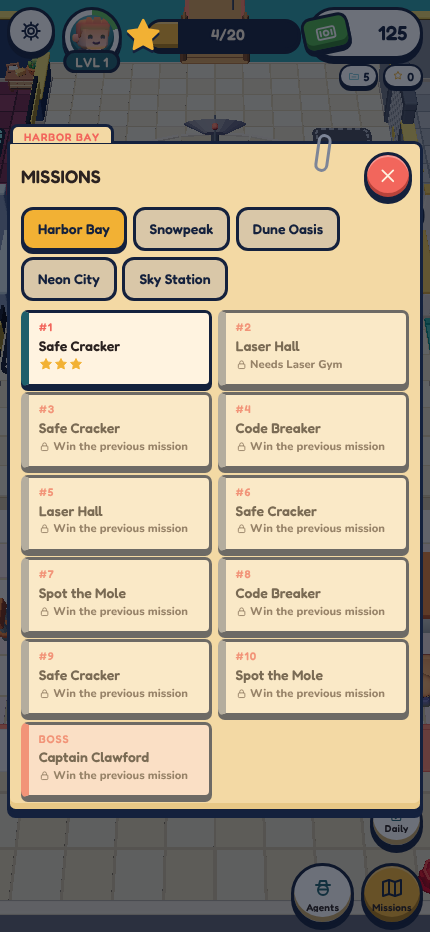 LVL 1
4/20
125
5
0
HARBOR BAY
MISSIONS
Harbor Bay
Snowpeak
Dune Oasis
Neon City
Sky Station
#1
Safe Cracker
#2
Laser Hall
Needs Laser Gym
#3
Safe Cracker
Win the previous mission
#4
Code Breaker
Win the previous mission
#5
Laser Hall
Win the previous mission
#6
Safe Cracker
Win the previous mission
#7
Spot the Mole
Win the previous mission
#8
Code Breaker
Win the previous mission
#9
Safe Cracker
Win the previous mission
#10
Spot the Mole
Win the previous mission
BOSS
Captain Clawford
Win the previous mission
Daily
Agents
Missions